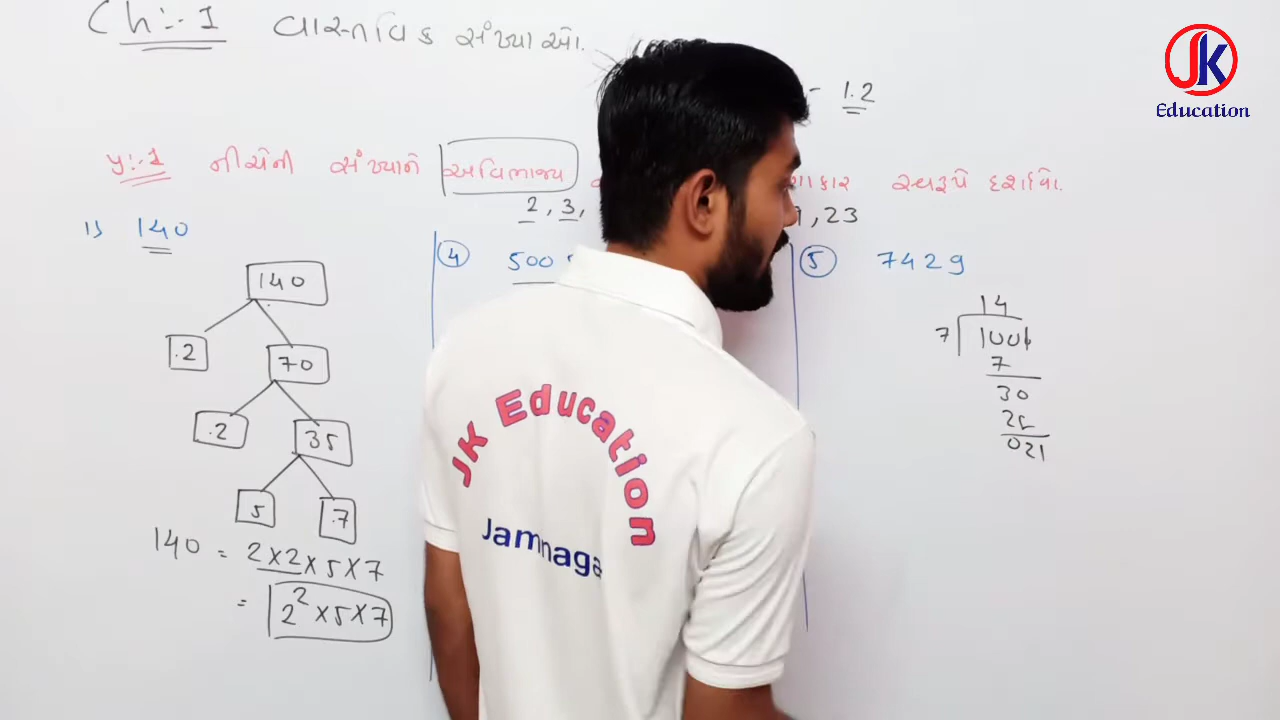 Ch:- 1 વાસ્તવિક સંખ્યાઓ.
JK
Education
- 1.2
પ્ર:-1 નીચેની સંખ્યાને અવિભાજ્ય
સ્વરૂપે દર્શાવો.
2, 3,
, 23
1) 140
140
.2 70
.2 35
5 .7
140 = 2×2×5×7
= 2² ×5×7
④ 500
JK Education
Jamnaga
⑤ 7429
14
7 1001
7
30
28
021